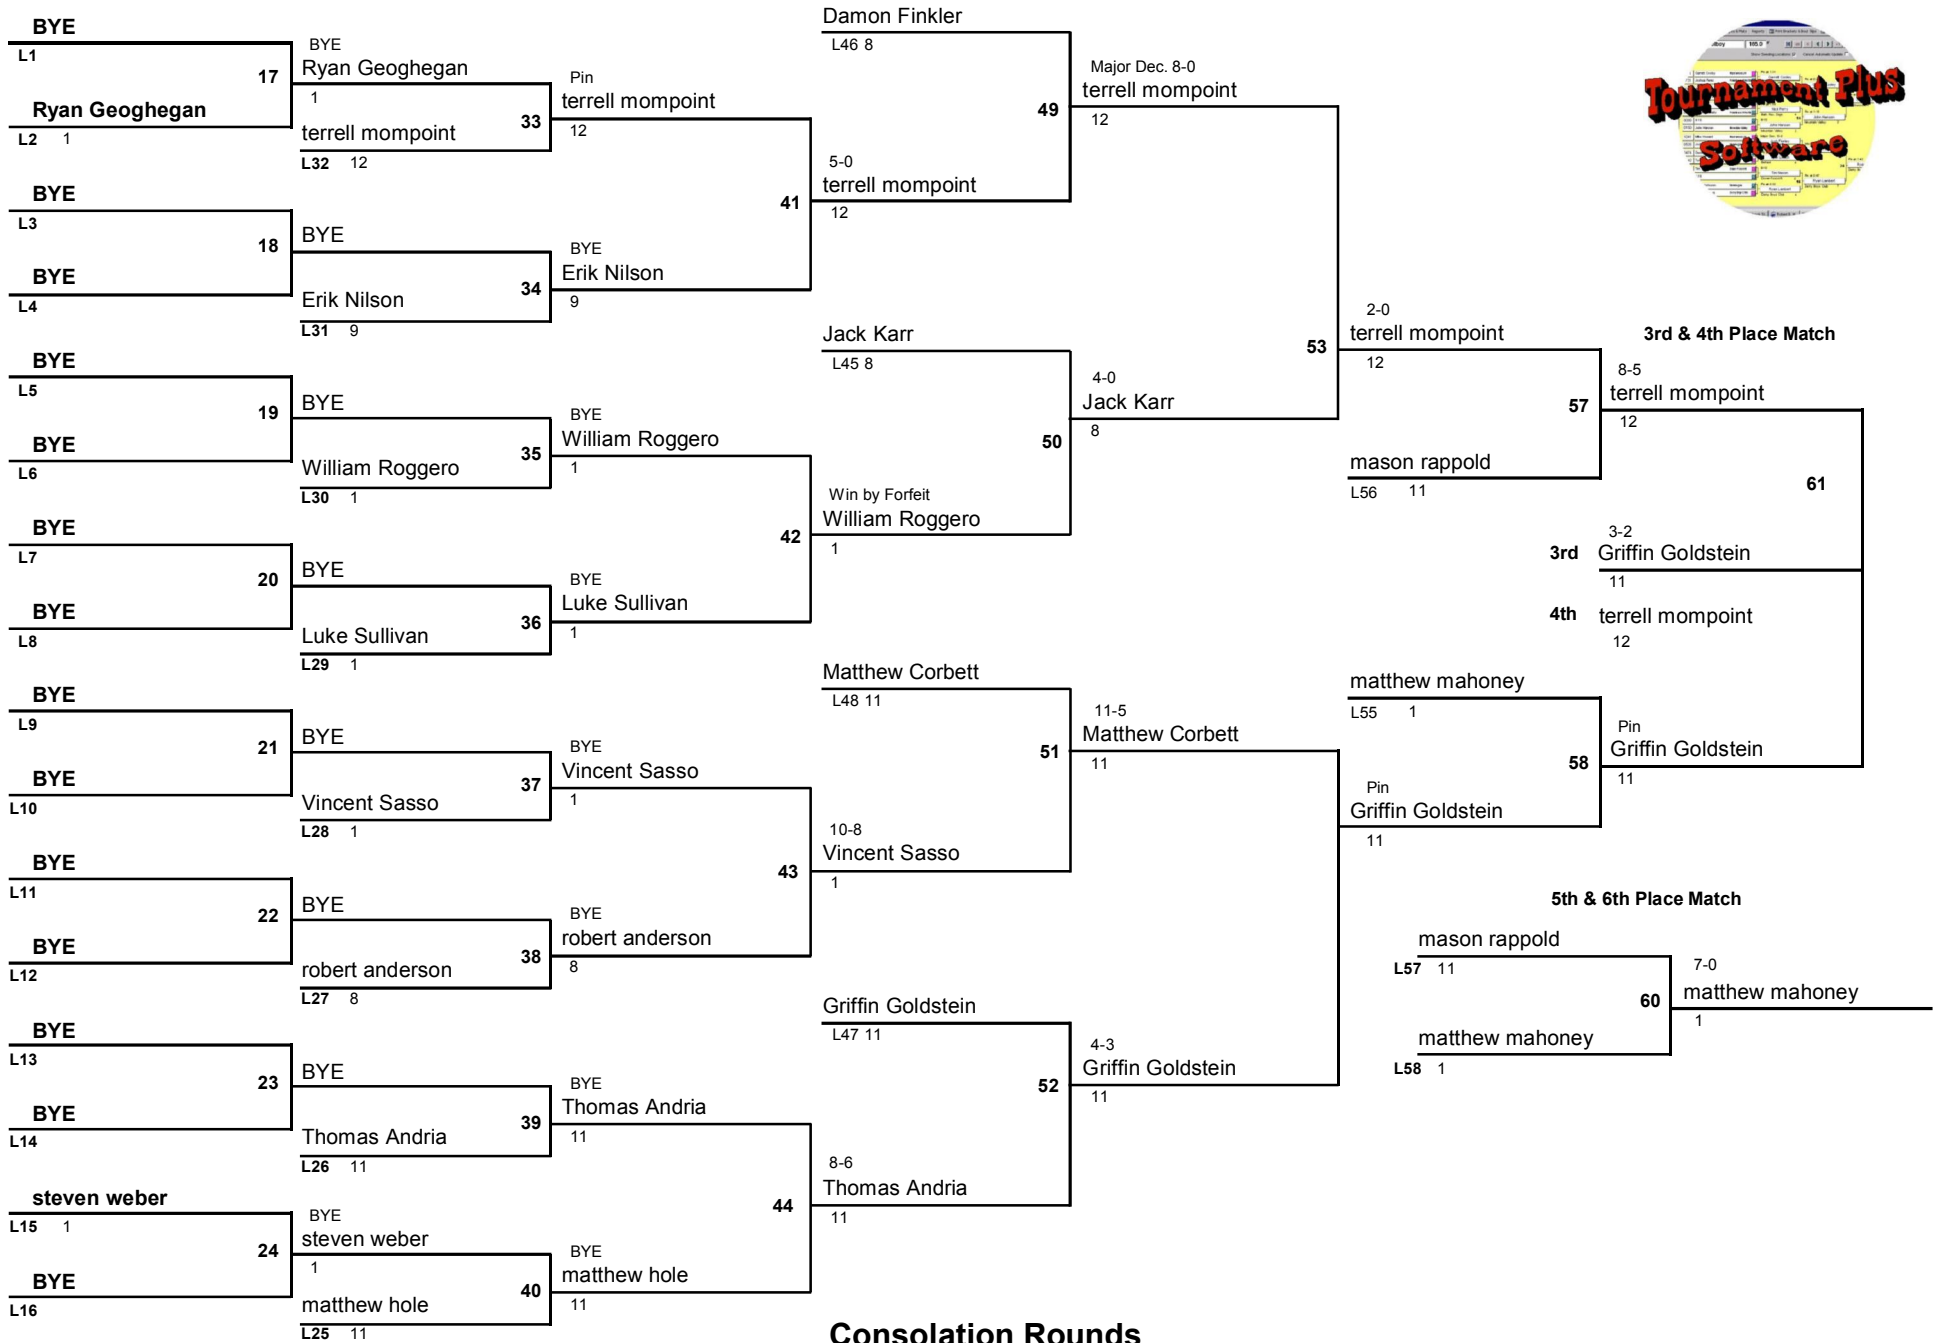 BYE
L1
17
Ryan Geoghegan
L2 1
BYE
L3
18
BYE
L4
BYE
L5
19
BYE
L6
BYE
L7
20
BYE
L8
BYE
L9
21
BYE
L10
BYE
L11
22
BYE
L12
BYE
L13
23
BYE
L14
steven weber
L15 1
24
BYE
L16
BYE
Ryan Geoghegan
1
33
terrell mompoint
L32 12
BYE
34
Erik Nilson
L31 9
BYE
35
William Roggero
L30 1
BYE
36
Luke Sullivan
L29 1
BYE
37
Vincent Sasso
L28 1
BYE
38
robert anderson
L27 8
BYE
39
Thomas Andria
L26 11
BYE
steven weber
1
40
matthew hole
L25 11
Pin
terrell mompoint
12
41
BYE
Erik Nilson
9
BYE
William Roggero
1
42
BYE
Luke Sullivan
1
BYE
Vincent Sasso
1
43
BYE
robert anderson
8
BYE
Thomas Andria
11
44
BYE
matthew hole
11
Damon Finkler
L46 8
49
5-0
terrell mompoint
12
Jack Karr
L45 8
50
Win by Forfeit
William Roggero
1
Matthew Corbett
L48 11
51
10-8
Vincent Sasso
1
Griffin Goldstein
L47 11
52
8-6
Thomas Andria
11
Major Dec. 8-0
terrell mompoint
12
53
4-0
Jack Karr
8
11-5
Matthew Corbett
11
4-3
Griffin Goldstein
11
2-0
terrell mompoint
12
57
mason rappold
L56 11
matthew mahoney
L55 1
58
Pin
Griffin Goldstein
11
Tournament Plus
Software
3rd & 4th Place Match
8-5
terrell mompoint
12
61
3-2
3rd Griffin Goldstein
11
4th terrell mompoint
12
Pin
Griffin Goldstein
11
5th & 6th Place Match
mason rappold
L57 11
60
matthew mahoney
L58 1
7-0
matthew mahoney
1
Consolation Rounds